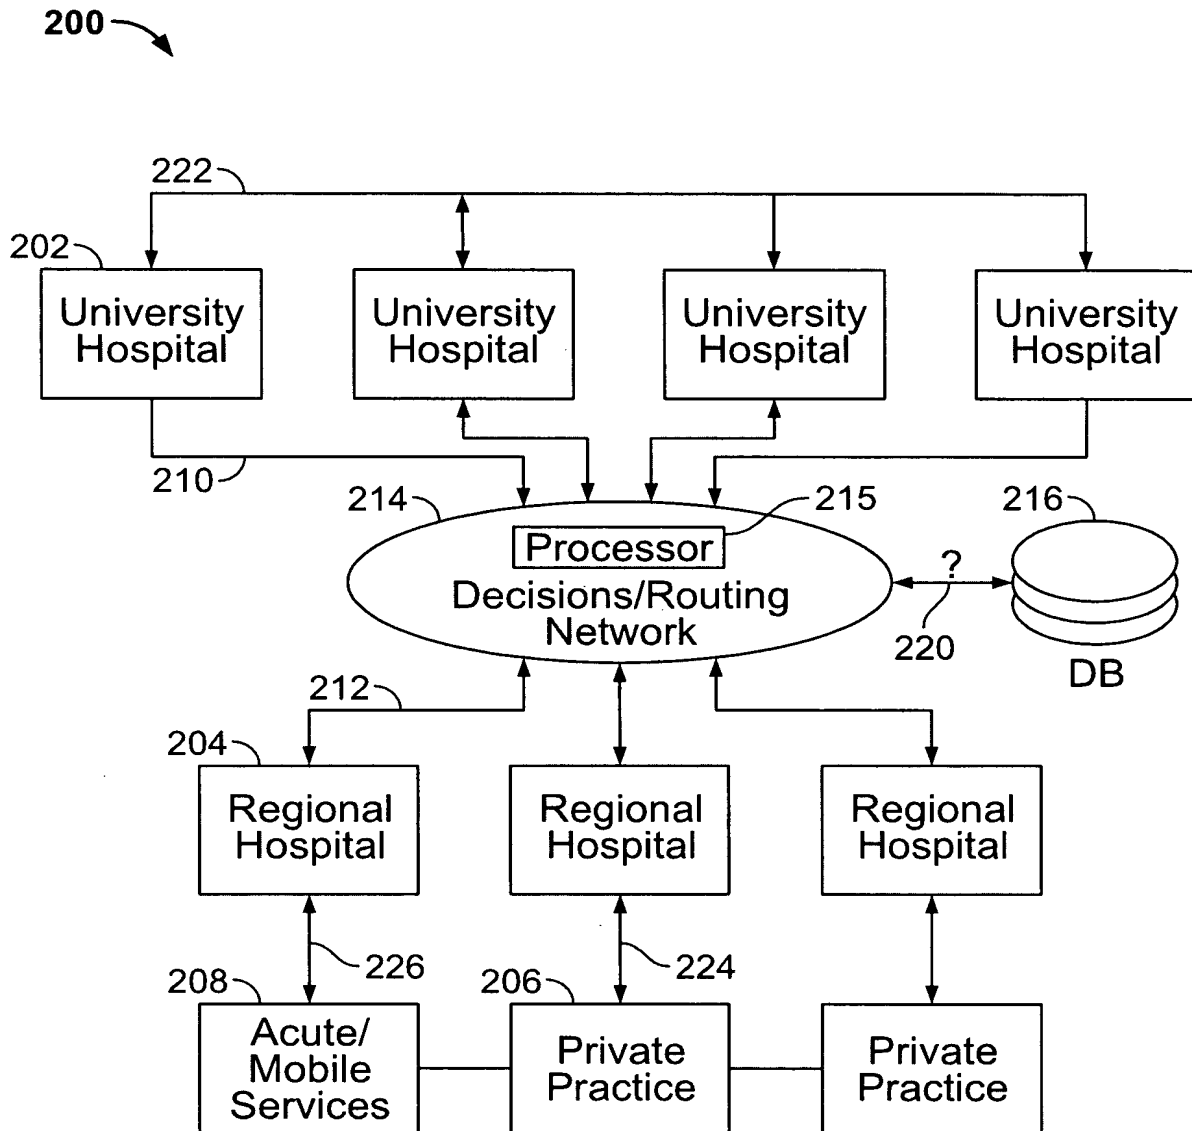 200
222
202
University
Hospital
University
Hospital
University
Hospital
University
Hospital
210
214
215
216
Processor
Decisions/Routing
Network
?
220
DB
212
204
Regional
Hospital
Regional
Hospital
Regional
Hospital
226
224
208
206
Acute/
Mobile
Services
Private
Practice
Private
Practice